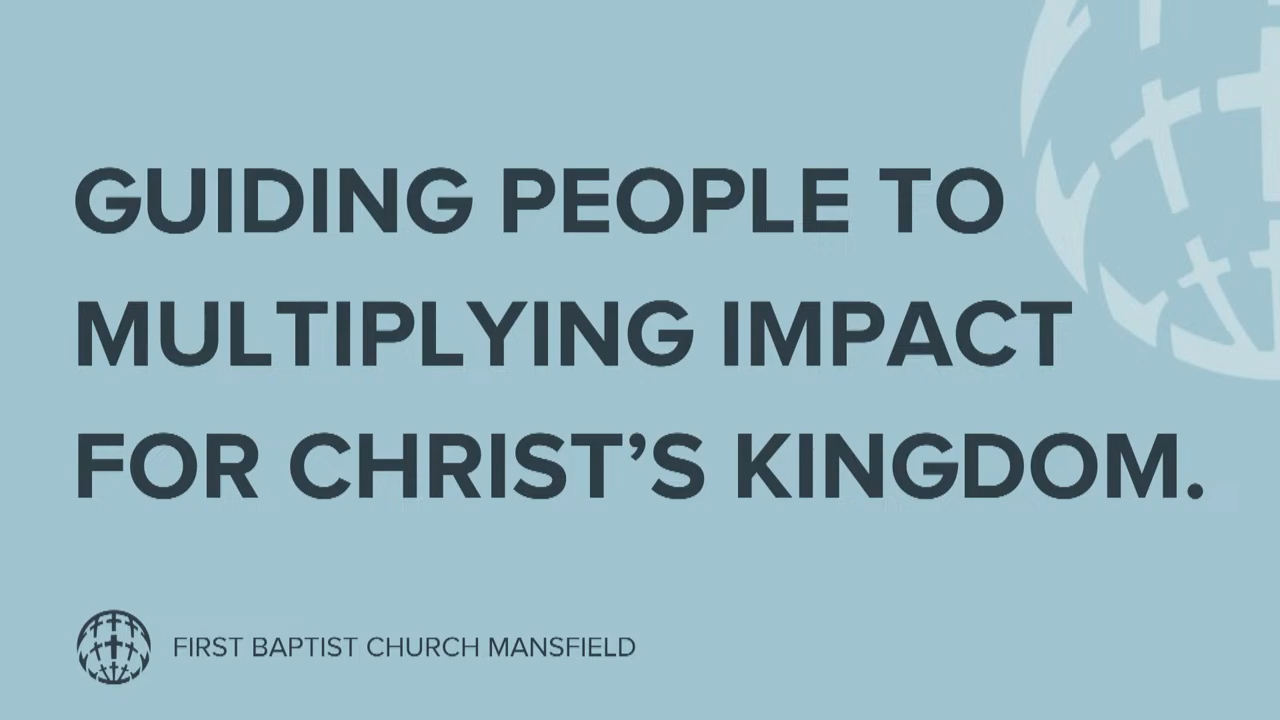 GUIDING PEOPLE TO
MULTIPLYING IMPACT
FOR CHRIST’S KINGDOM.
FIRST BAPTIST CHURCH MANSFIELD